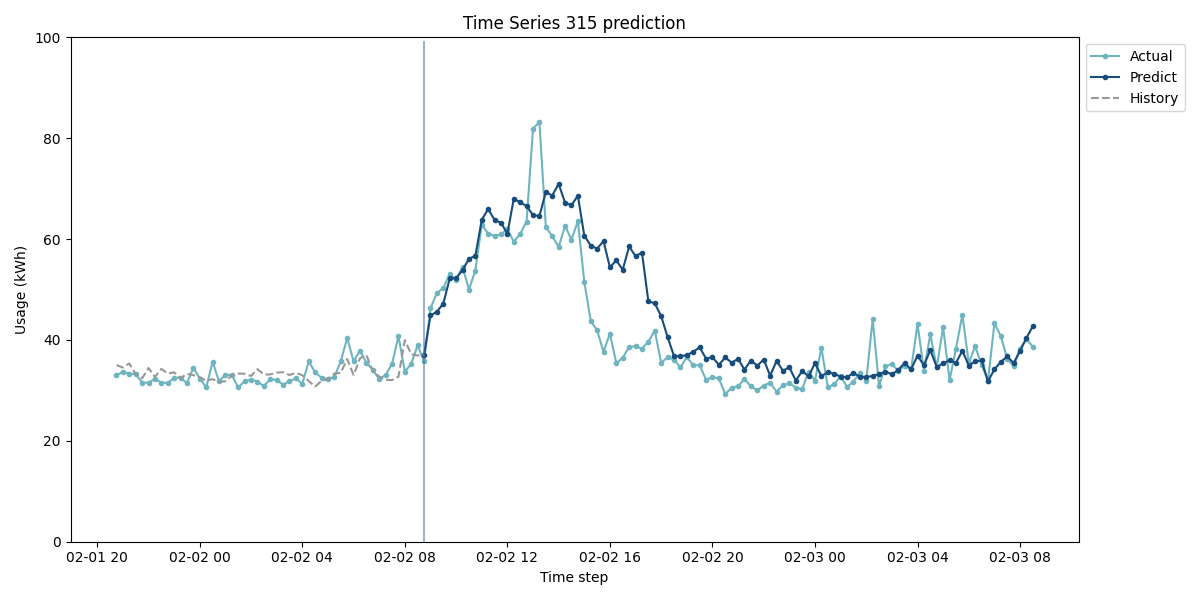 Time Series 315 prediction
100
80
60
40
20
0
Usage (kWh)
02-01 20
02-02 00
02-02 04
02-02 08
02-02 12
02-02 16
02-02 20
02-03 00
02-03 04
02-03 08
Time step
Actual
Predict
History